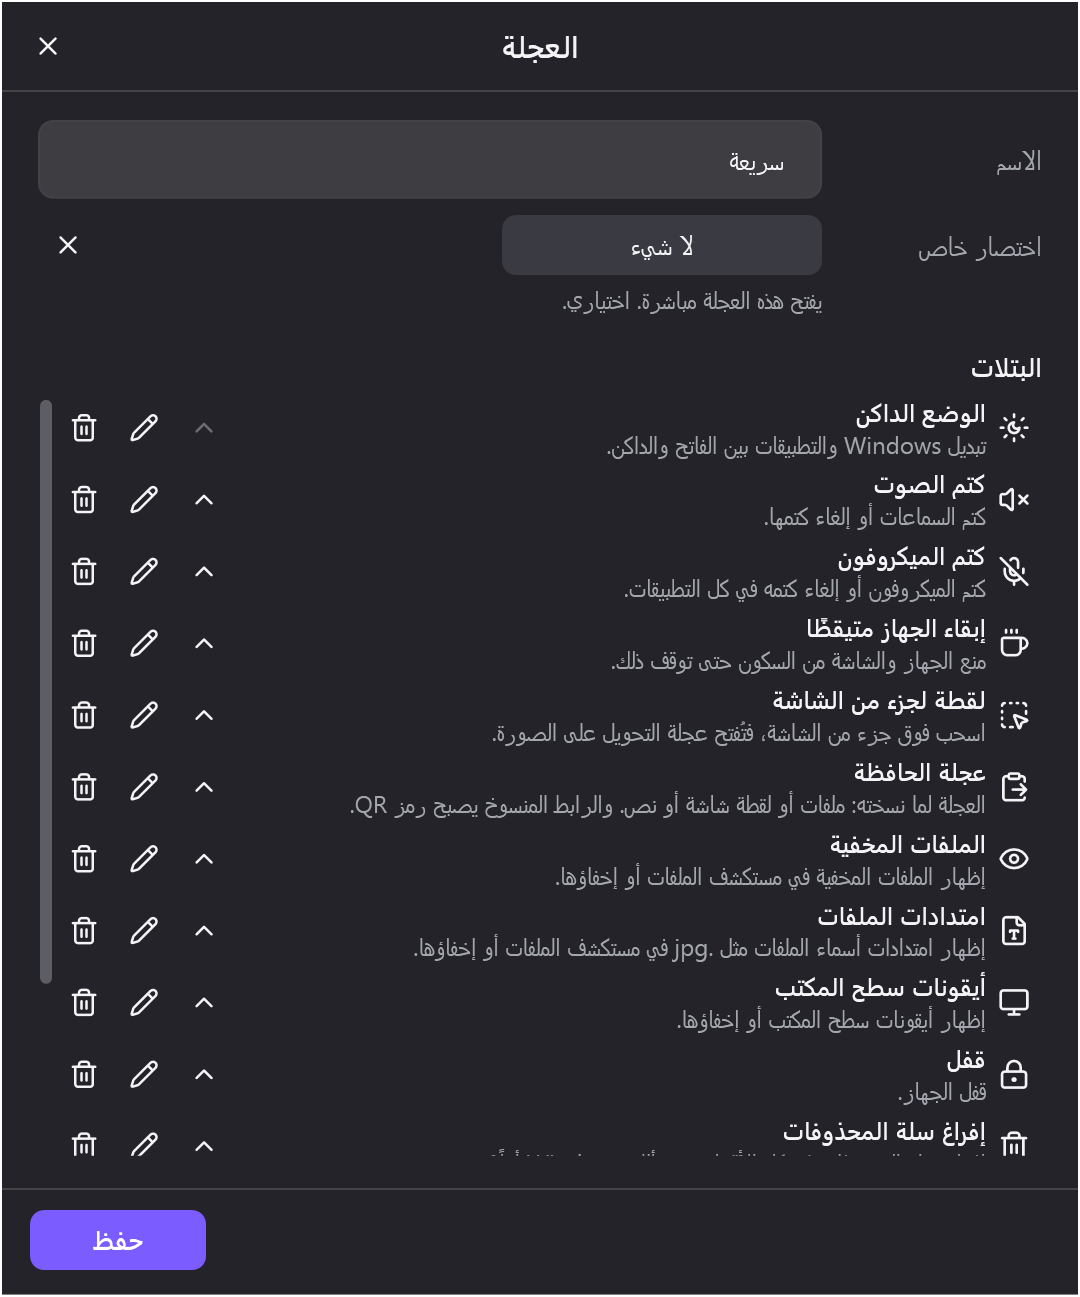 العجلة
الاسم
سريعة
اختصار خاص
لا شيء
يفتح هذه العجلة مباشرة. اختياري.
البتلات
الوضع الداكن
تبديل Windows والتطبيقات بين الفاتح والداكن.
كتم الصوت
كتم السماعات أو إلغاء كتمها.
كتم الميكروفون
كتم الميكروفون أو إلغاء كتمه في كل التطبيقات.
إبقاء الجهاز متيقظًا
منع الجهاز والشاشة من السكون حتى توقف ذلك.
لقطة لجزء من الشاشة
اسحب فوق جزء من الشاشة، فتُفتح عجلة التحويل على الصورة.
عجلة الحافظة
العجلة لما نسخته: ملفات أو لقطة شاشة أو نص. والرابط المنسوخ يصبح رمز QR.
الملفات المخفية
إظهار الملفات المخفية في مستكشف الملفات أو إخفاؤها.
امتدادات الملفات
إظهار امتدادات أسماء الملفات مثل .jpg في مستكشف الملفات أو إخفاؤها.
أيقونات سطح المكتب
إظهار أيقونات سطح المكتب أو إخفاؤها.
قفل
قفل الجهاز.
إفراغ سلة المحذوفات
حفظ